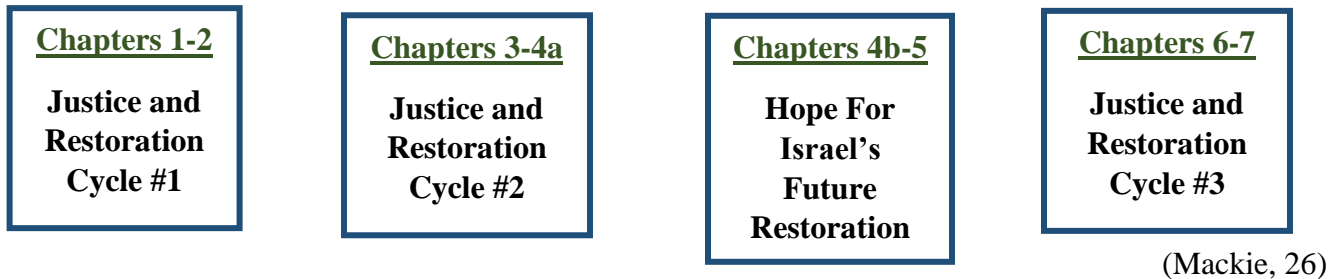 Chapters 1-2
Justice and
Restoration
Cycle #1
Chapters 3-4a
Justice and
Restoration
Cycle #2
Chapters 4b-5
Hope For
Israel’s
Future
Restoration
Chapters 6-7
Justice and
Restoration
Cycle #3
(Mackie, 26)